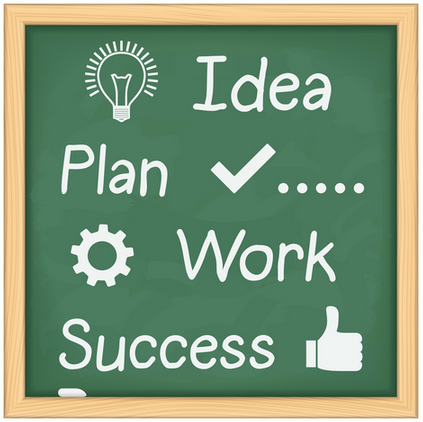 Idea
Plan .....
Work
Success